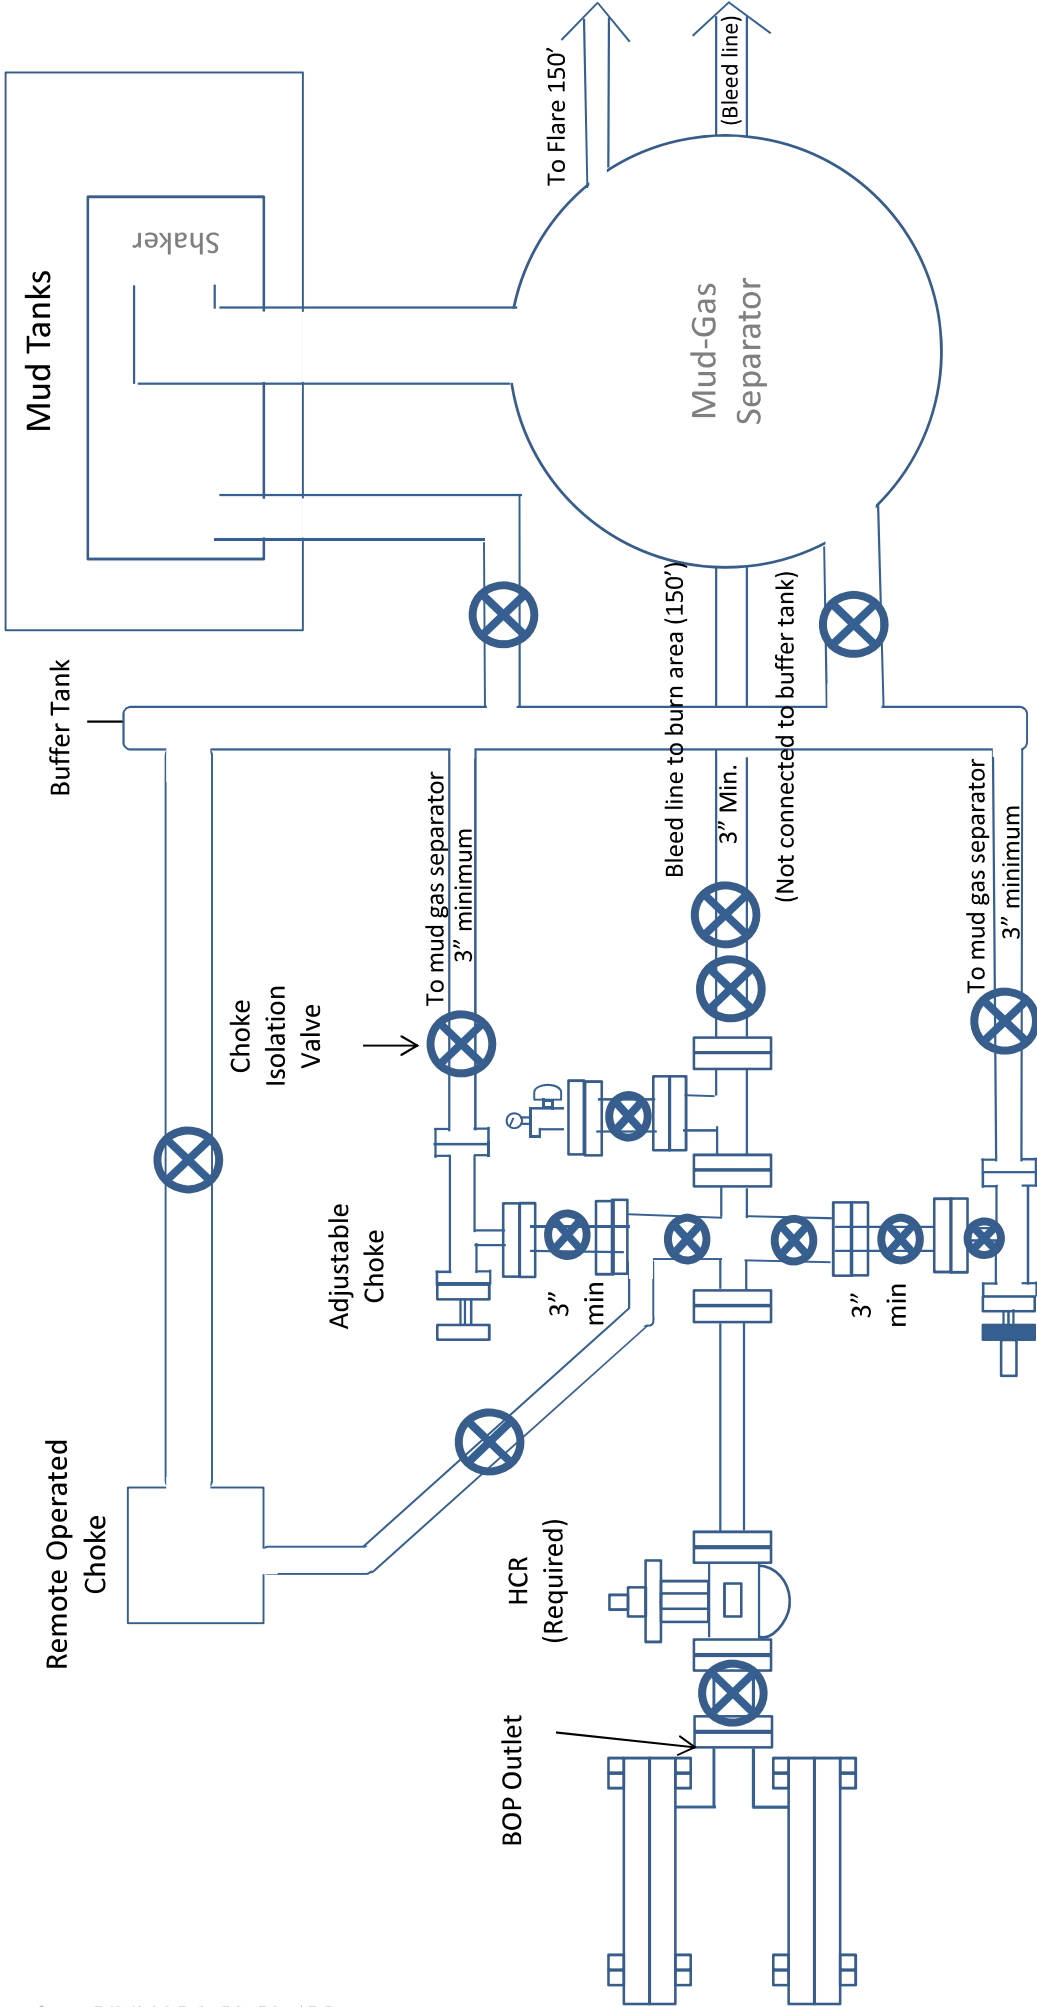 Mud Tanks
Shaker
To Flare 150’
(Bleed line)
Mud-Gas
Separator
Buffer Tank
Bleed line to burn area (150’)
3” Min.
(Not connected to buffer tank)
To mud gas separator
3” minimum
To mud gas separator
3” minimum
Choke
Isolation
Valve
Adjustable
Choke
3”
min
3”
min
Remote Operated
Choke
HCR
(Required)
BOP Outlet